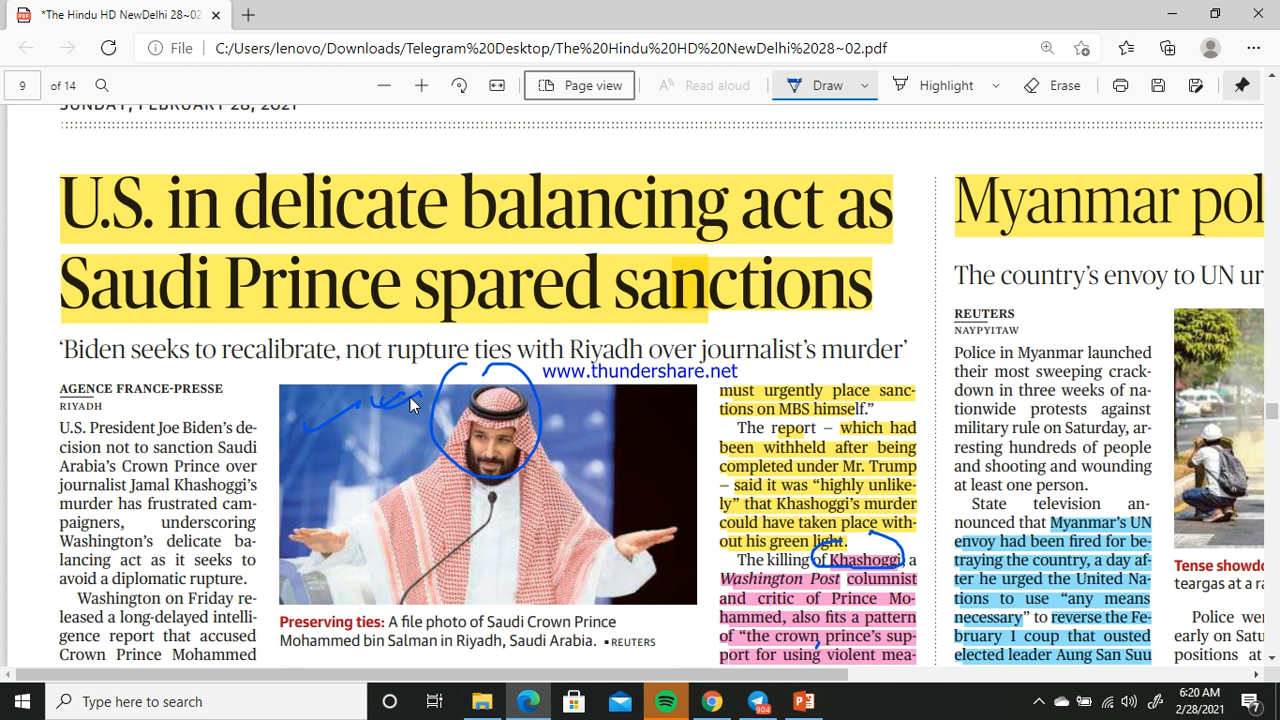 *The Hindu HD NewDelhi 28~02
File
C:/Users/lenovo/Downloads/Telegram%20Desktop/The%20Hindu%20HD%20NewDelhi%2028~02.pdf
9 of 14
Page view
Read aloud
Draw
Highlight
Erase
SUNDAY, FEBRUARY 28, 2021
U.S. in delicate balancing act as
Saudi Prince spared sanctions
‘Biden seeks to recalibrate, not rupture ties with Riyadh over journalist’s murder’
www.thundershare.net
AGENCE FRANCE-PRESSE
RIYADH
U.S. President Joe Biden’s de-
cision not to sanction Saudi
Arabia’s Crown Prince over
journalist Jamal Khashoggi’s
murder has frustrated cam-
paigners, underscoring
Washington’s delicate ba-
lancing act as it seeks to
avoid a diplomatic rupture.
Washington on Friday re-
leased a long-delayed intelli-
gence report that accused
Crown Prince Mohammed
Preserving ties: A file photo of Saudi Crown Prince
Mohammed bin Salman in Riyadh, Saudi Arabia. ▪ REUTERS
must urgently place sanc-
tions on MBS himself.”
The report – which had
been withheld after being
completed under Mr. Trump
– said it was “highly unlike-
ly” that Khashoggi’s murder
could have taken place with-
out his green light.
The killing of Khashoggi, a
Washington Post columnist
and critic of Prince Mo-
hammed, also fits a pattern
of “the crown prince’s sup-
port for using violent mea-
Myanmar pol
The country’s envoy to UN ur
REUTERS
NAYPYITAW
Police in Myanmar launched
their most sweeping crack-
down in three weeks of na-
tionwide protests against
military rule on Saturday, ar-
resting hundreds of people
and shooting and wounding
at least one person.
State television an-
nounced that Myanmar’s UN
envoy had been fired for be-
traying the country, a day af-
ter he urged the United Na-
tions to use “any means
necessary” to reverse the Fe-
bruary 1 coup that ousted
elected leader Aung San Suu
Tense showdo
teargas at a ra
Police wer
early on Satu
positions at
Type here to search
904
6:20 AM
2/28/2021
7